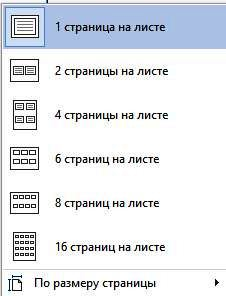 1 страница на листе
2 страницы на листе
4 страницы на листе
6 страниц на листе
8 страниц на листе
16 страниц на листе
По размеру страницы